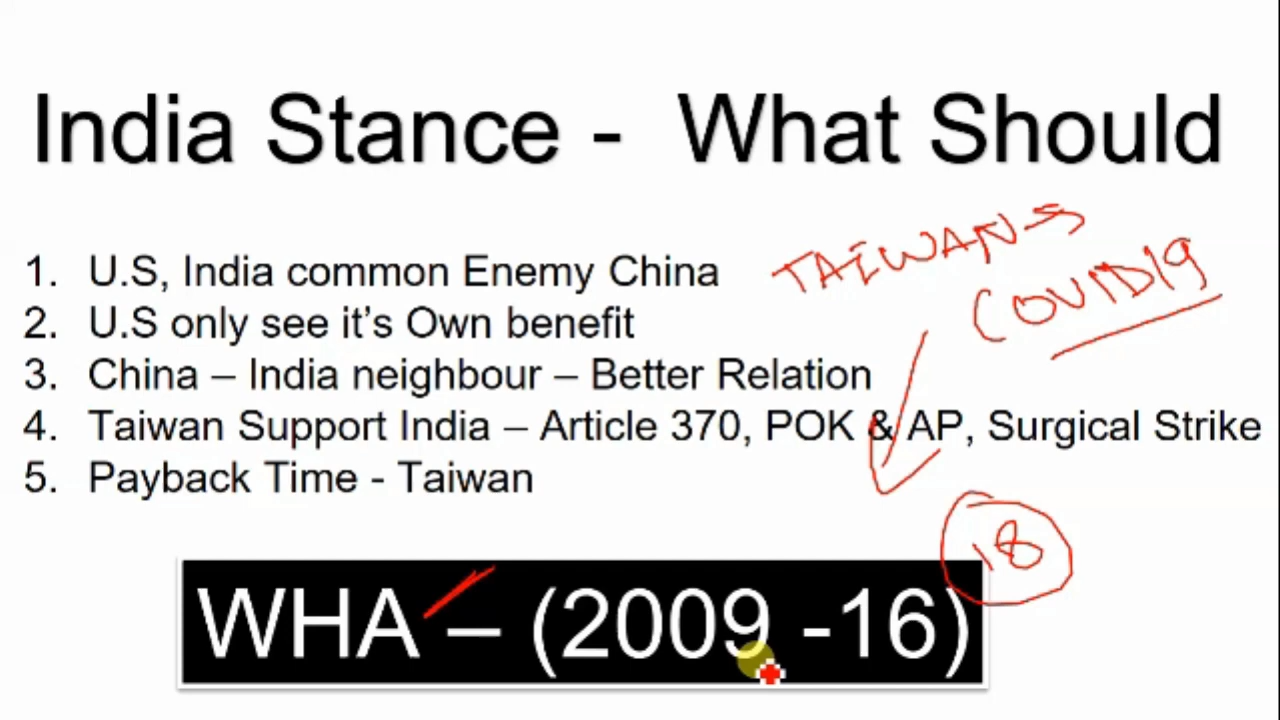 India Stance - What Should
1. U.S, India common Enemy China
2. U.S only see it's Own benefit
3. China – India neighbour – Better Relation
4. Taiwan Support India – Article 370, POK & AP, Surgical Strike
5. Payback Time - Taiwan
TAIWAN
COVID19
18
WHA – (2009 -16)